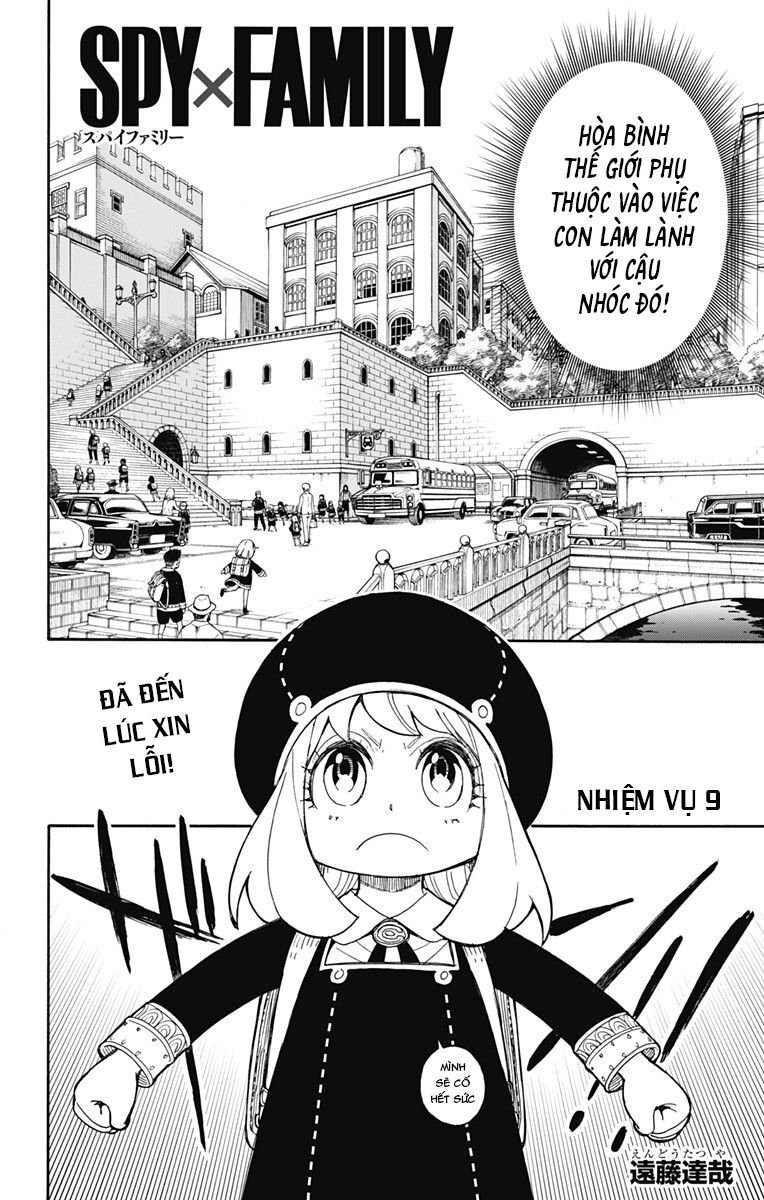 SPY×FAMILY
スパイファミリー
HÒA BÌNH
THẾ GIỚI PHỤ
THUỘC VÀO VIỆC
CON LÀM LÀNH
VỚI CẬU
NHÓC ĐÓ!
ĐÃ ĐẾN
LÚC XIN
LỖI!
NHIỆM VỤ 9
MÌNH
SẼ CỐ
HẾT SỨC
えんどうたつや
遠藤達哉